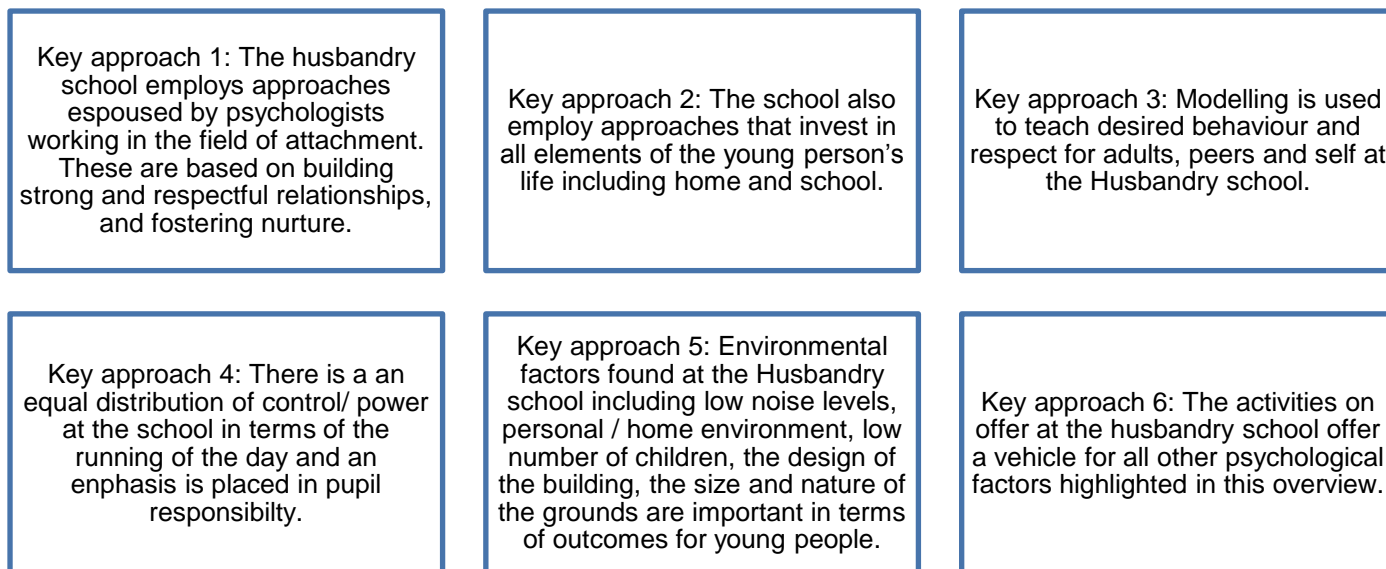 Key approach 1: The husbandry
school employs approaches
espoused by psychologists
working in the field of attachment.
These are based on building
strong and respectful relationships,
and fostering nurture.
Key approach 2: The school also
employ approaches that invest in
all elements of the young person’s
life including home and school.
Key approach 3: Modelling is used
to teach desired behaviour and
respect for adults, peers and self at
the Husbandry school.
Key approach 4: There is a an
equal distribution of control/ power
at the school in terms of the
running of the day and an
enphasis is placed in pupil
responsibilty.
Key approach 5: Environmental
factors found at the Husbandry
school including low noise levels,
personal / home environment, low
number of children, the design of
the building, the size and nature of
the grounds are important in terms
of outcomes for young people.
Key approach 6: The activities on
offer at the husbandry school offer
a vehicle for all other psychological
factors highlighted in this overview.